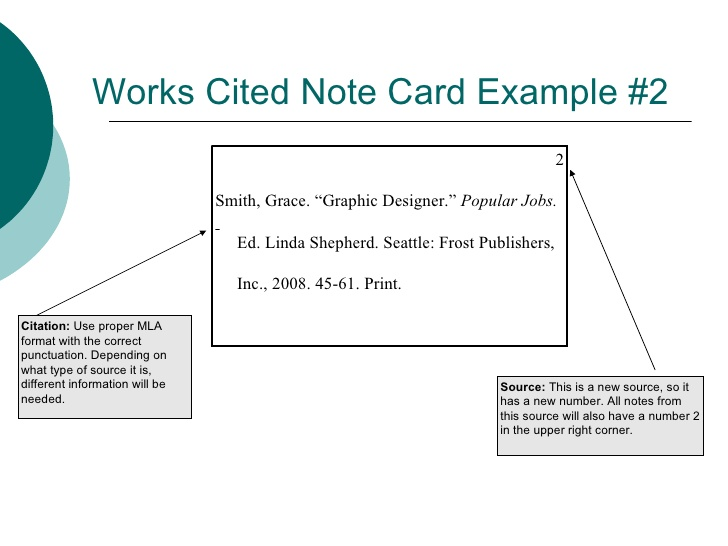 Works Cited Note Card Example #2
2
Smith, Grace. “Graphic Designer.” Popular Jobs.
Ed. Linda Shepherd. Seattle: Frost Publishers,
Inc., 2008. 45-61. Print.
Citation: Use proper MLA
format with the correct
punctuation. Depending on
what type of source it is,
different information will be
needed.
Source: This is a new source, so it
has a new number. All notes from
this source will also have a number 2
in the upper right corner.